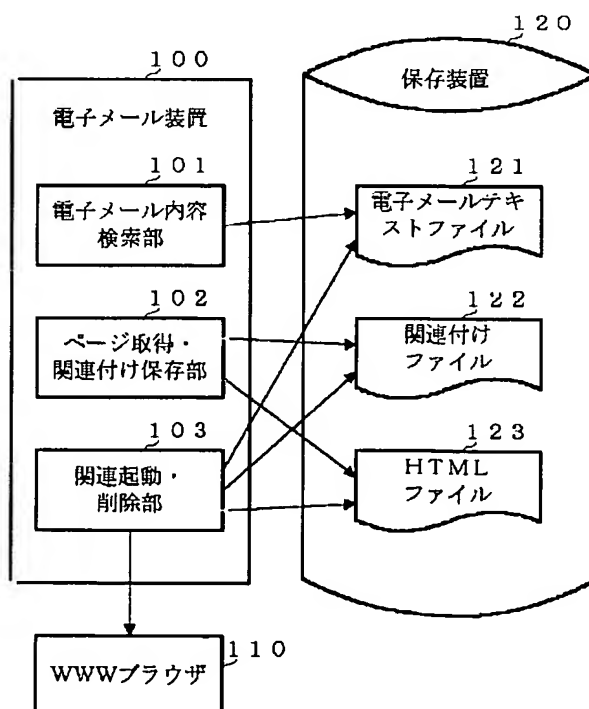 120
100
保存装置
電子メール装置
101
121
電子メール内容
検索部
電子メールテキ
ストファイル
102
122
ページ取得・
関連付け保存部
関連付け
ファイル
103
123
関連起動・
削除部
HTML
ファイル
110
WWWブラウザ